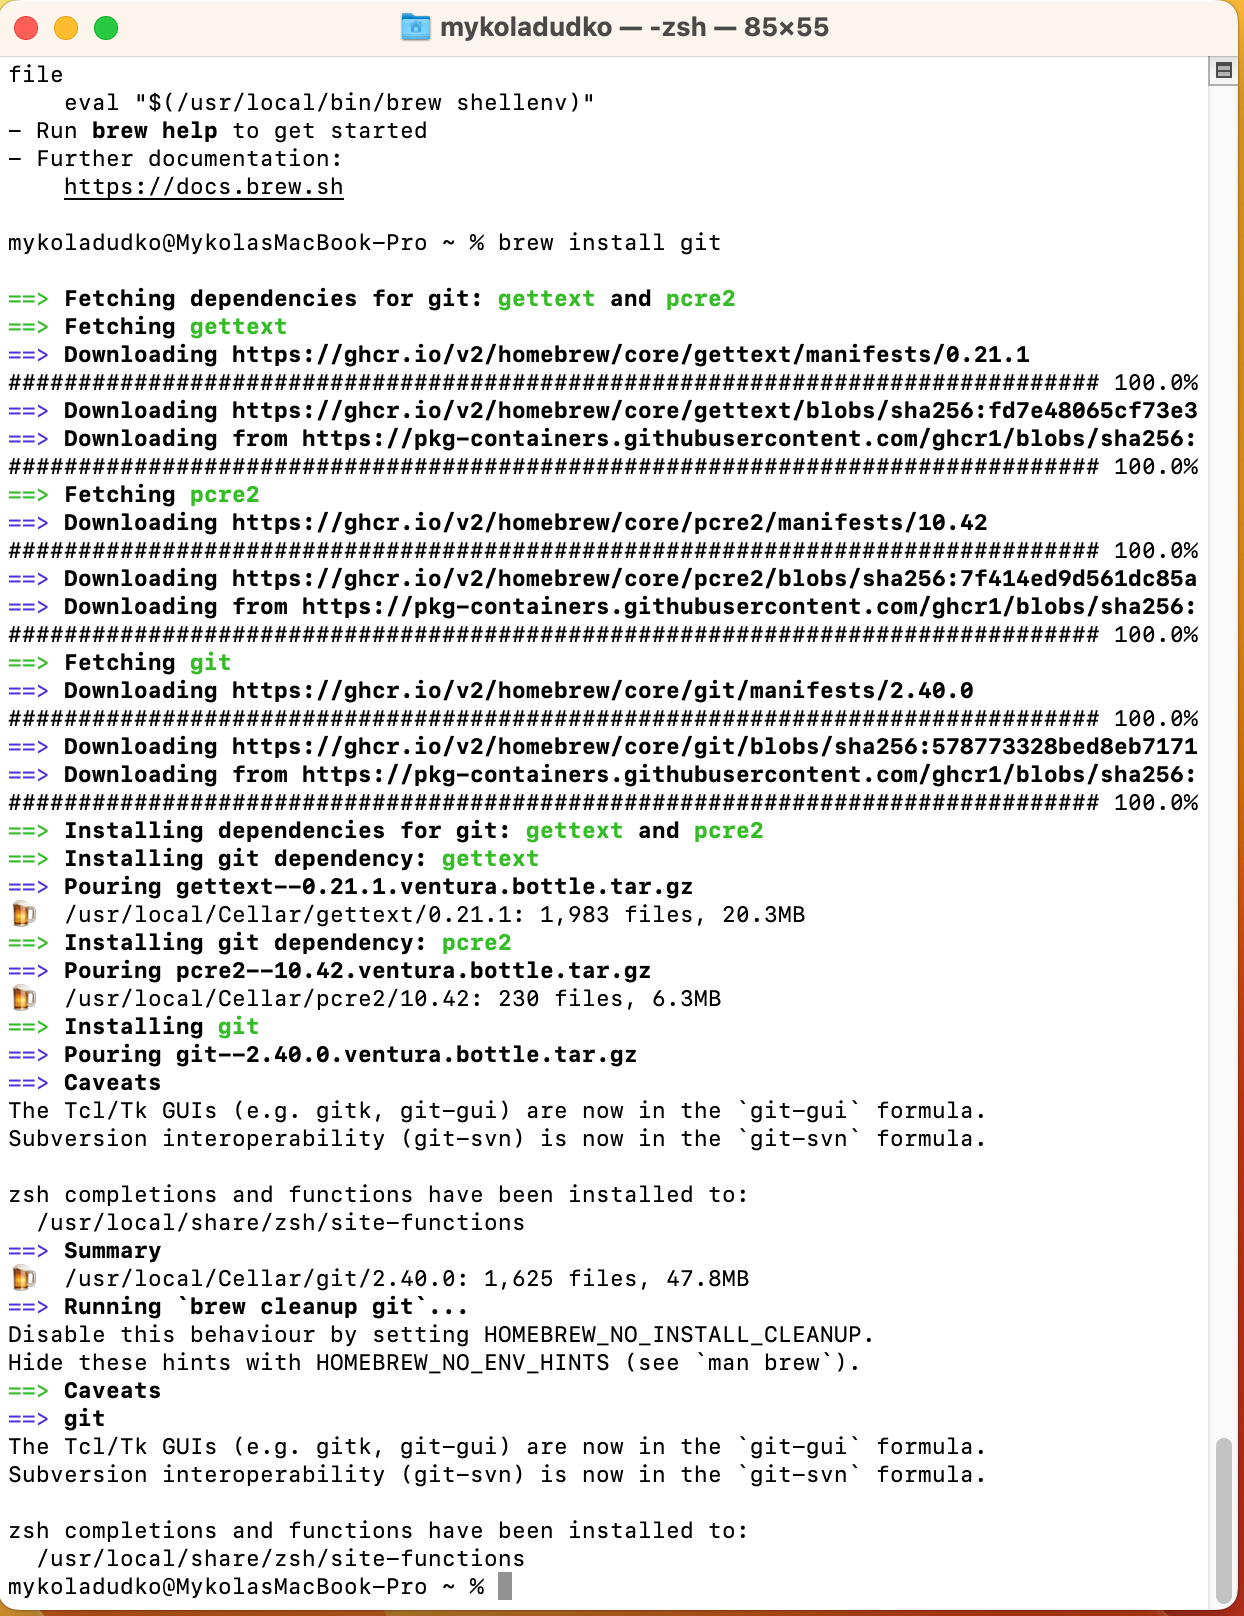 mykoladudko — -zsh — 85×55
file
    eval "$(/usr/local/bin/brew shellenv)"
- Run brew help to get started
- Further documentation:
    https://docs.brew.sh

mykoladudko@MykolasMacBook-Pro ~ % brew install git

==> Fetching dependencies for git: gettext and pcre2
==> Fetching gettext
==> Downloading https://ghcr.io/v2/homebrew/core/gettext/manifests/0.21.1
############################################################################## 100.0%
==> Downloading https://ghcr.io/v2/homebrew/core/gettext/blobs/sha256:fd7e48065cf73e3
==> Downloading from https://pkg-containers.githubusercontent.com/ghcr1/blobs/sha256:
############################################################################## 100.0%
==> Fetching pcre2
==> Downloading https://ghcr.io/v2/homebrew/core/pcre2/manifests/10.42
############################################################################## 100.0%
==> Downloading https://ghcr.io/v2/homebrew/core/pcre2/blobs/sha256:7f414ed9d561dc85a
==> Downloading from https://pkg-containers.githubusercontent.com/ghcr1/blobs/sha256:
############################################################################## 100.0%
==> Fetching git
==> Downloading https://ghcr.io/v2/homebrew/core/git/manifests/2.40.0
############################################################################## 100.0%
==> Downloading https://ghcr.io/v2/homebrew/core/git/blobs/sha256:578773328bed8eb7171
==> Downloading from https://pkg-containers.githubusercontent.com/ghcr1/blobs/sha256:
############################################################################## 100.0%
==> Installing dependencies for git: gettext and pcre2
==> Installing git dependency: gettext
==> Pouring gettext--0.21.1.ventura.bottle.tar.gz
🍺  /usr/local/Cellar/gettext/0.21.1: 1,983 files, 20.3MB
==> Installing git dependency: pcre2
==> Pouring pcre2--10.42.ventura.bottle.tar.gz
🍺  /usr/local/Cellar/pcre2/10.42: 230 files, 6.3MB
==> Installing git
==> Pouring git--2.40.0.ventura.bottle.tar.gz
==> Caveats
The Tcl/Tk GUIs (e.g. gitk, git-gui) are now in the `git-gui` formula.
Subversion interoperability (git-svn) is now in the `git-svn` formula.

zsh completions and functions have been installed to:
  /usr/local/share/zsh/site-functions
==> Summary
🍺  /usr/local/Cellar/git/2.40.0: 1,625 files, 47.8MB
==> Running `brew cleanup git`...
Disable this behaviour by setting HOMEBREW_NO_INSTALL_CLEANUP.
Hide these hints with HOMEBREW_NO_ENV_HINTS (see `man brew`).
==> Caveats
==> git
The Tcl/Tk GUIs (e.g. gitk, git-gui) are now in the `git-gui` formula.
Subversion interoperability (git-svn) is now in the `git-svn` formula.

zsh completions and functions have been installed to:
  /usr/local/share/zsh/site-functions
mykoladudko@MykolasMacBook-Pro ~ %